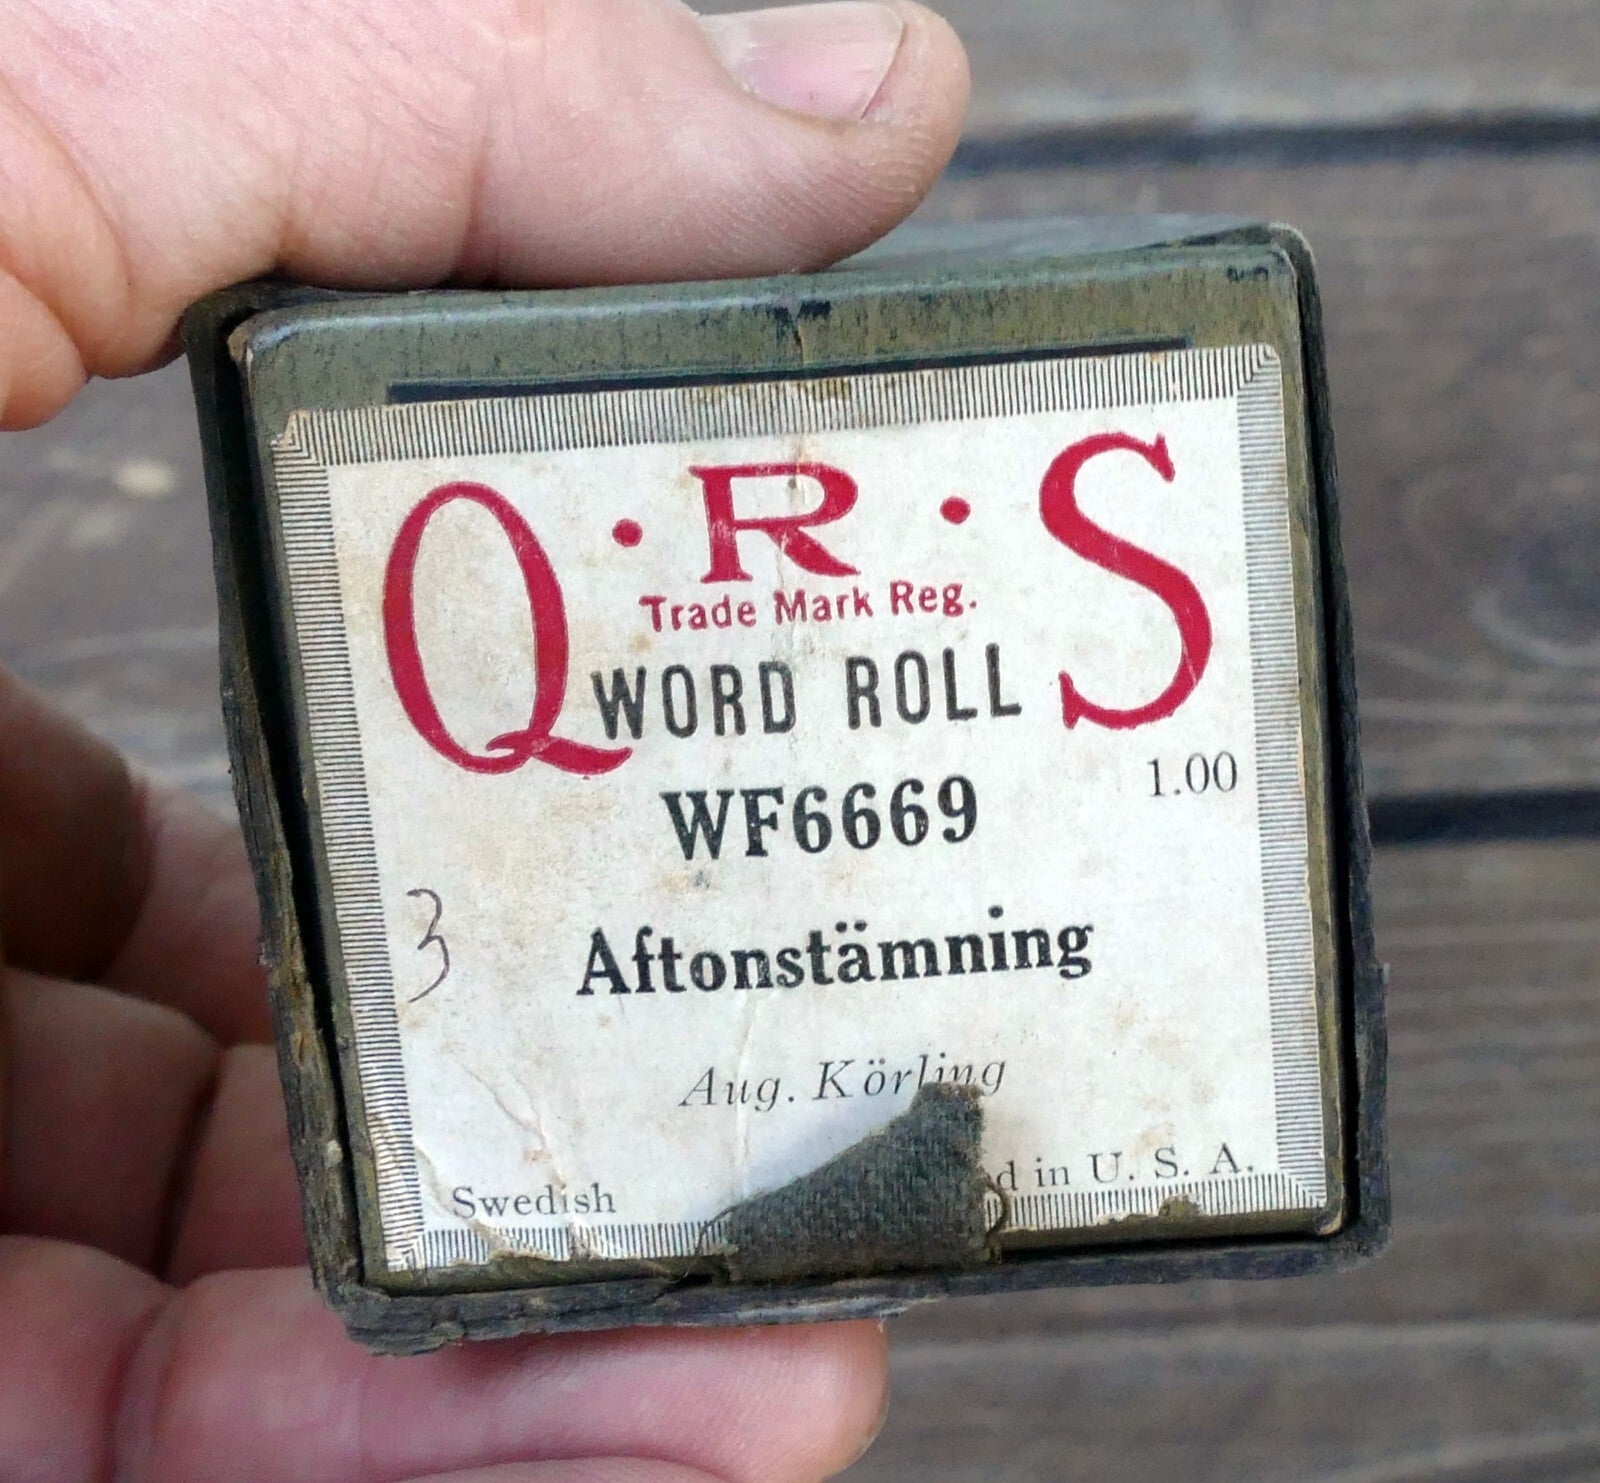 Q·R·S
Trade Mark Reg.
WORD ROLL
1.00
WF6669
3
Aftonstämning
Aug. Körling
Swedish
in U. S. A.